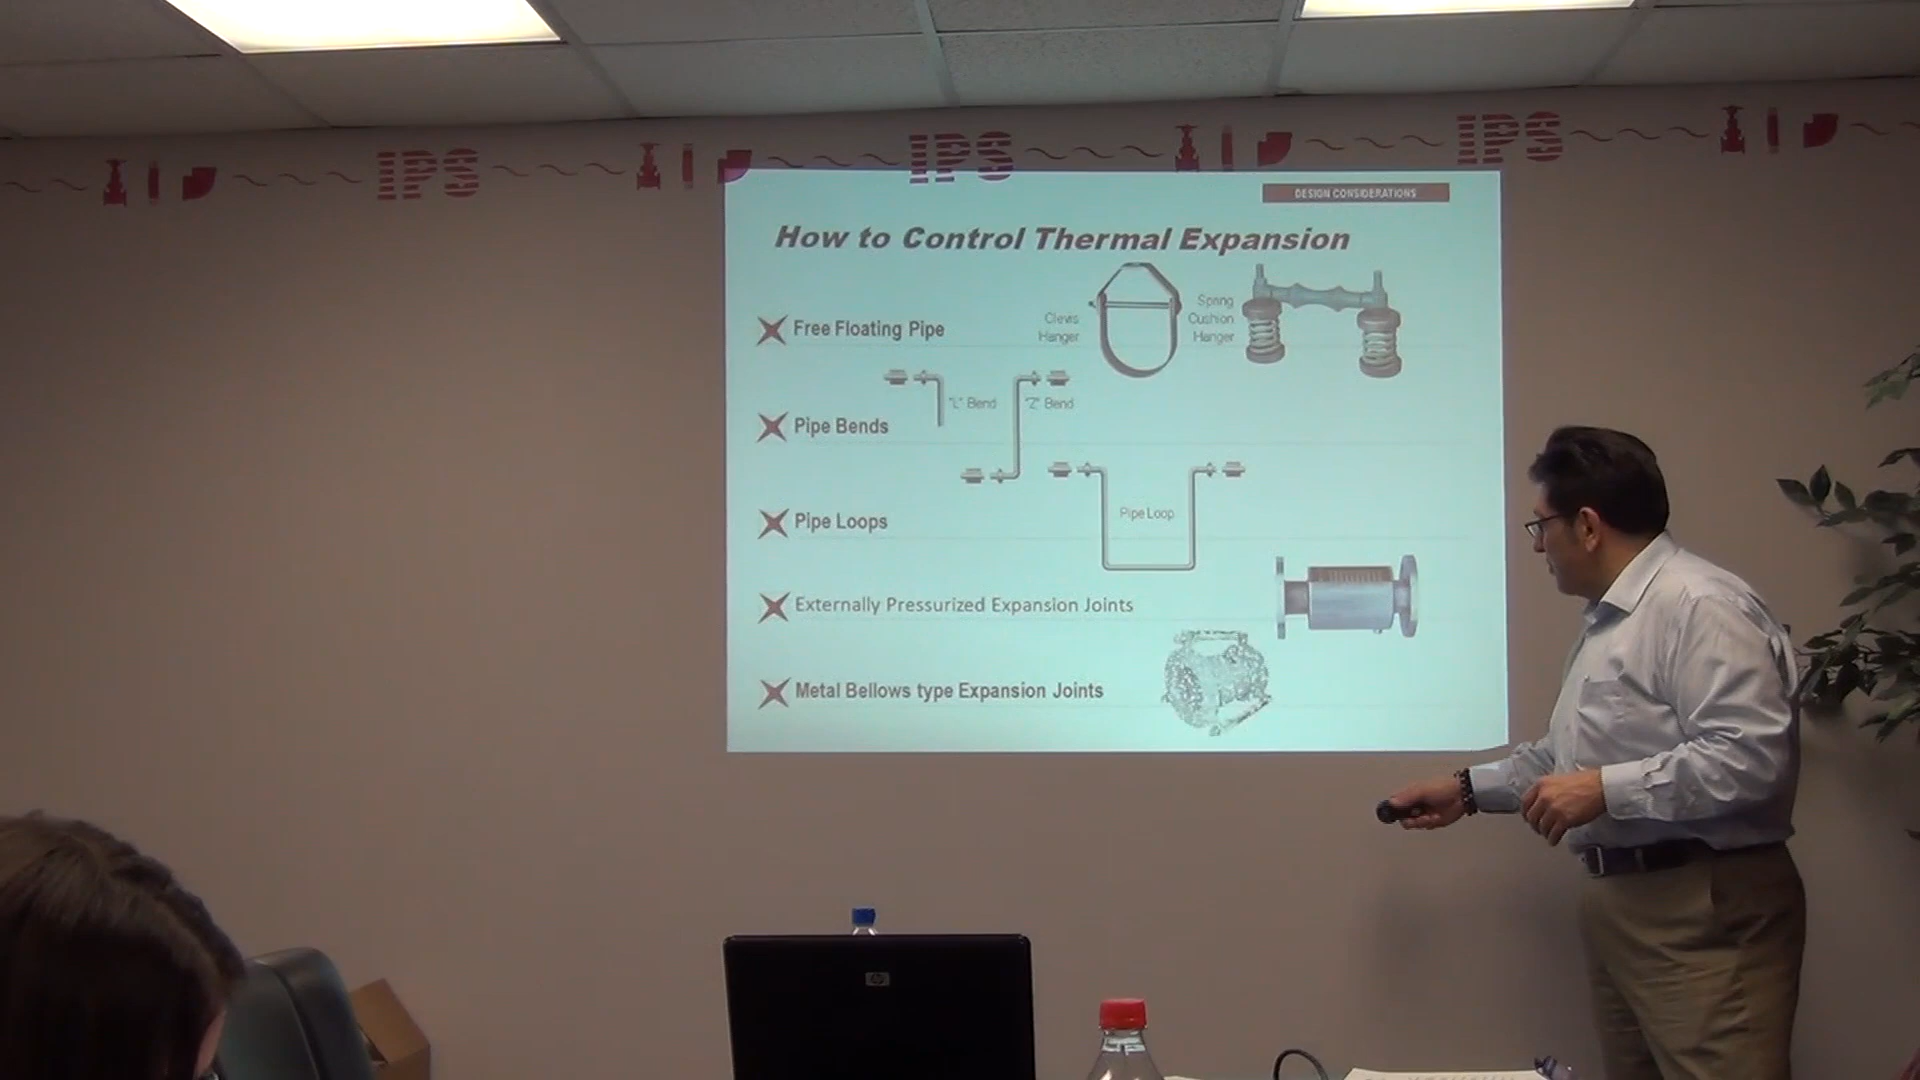 IPS IPS IPS
DESIGN CONSIDERATIONS
How to Control Thermal Expansion
Free Floating Pipe
Clevis
Hanger
Spring
Cushion
Hanger
Pipe Bends
"L" Bend
"Z" Bend
Pipe Loops
Pipe Loop
Externally Pressurized Expansion Joints
Metal Bellows type Expansion Joints
hp